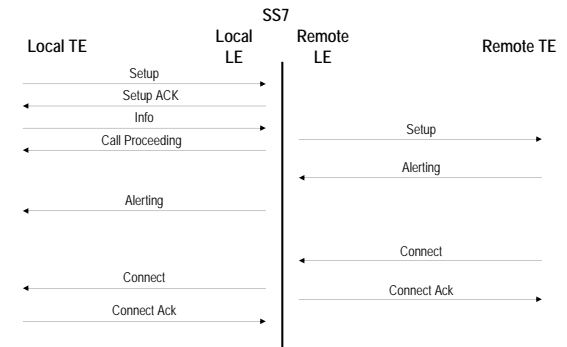 SS7
Local TE
Local
LE
Remote
LE
Remote TE
Setup
Setup ACK
Info
Call Proceeding
Setup
Alerting
Alerting
Connect
Connect
Connect Ack
Connect Ack